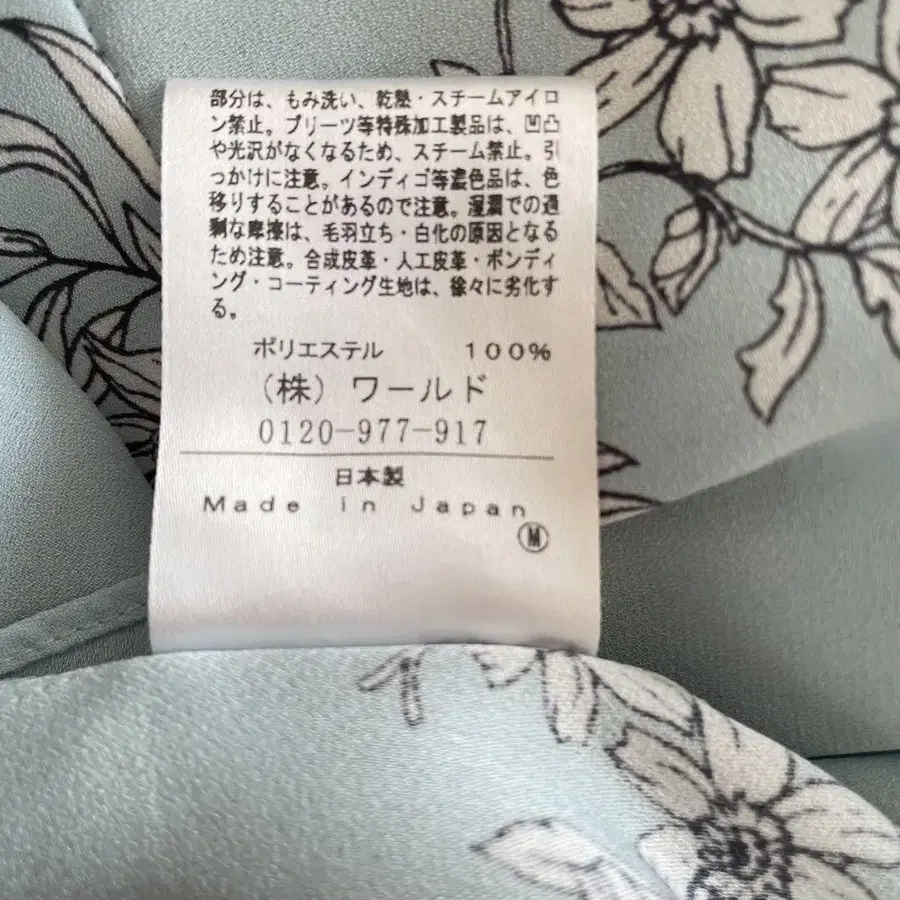 部分は、もみ洗い、乾塾・スチームアイロ
ン禁止。プリーツ等特殊加工製品は、凹凸
や光沢がなくなるため、スチーム禁止。引
っかけに注意。インディゴ等濃色品は、色
移りすることがあるので注意。湿潤での過
剰な摩擦は、毛羽立ち・白化の原因となる
ため注意。合成皮革・人工皮革・ボンディ
ング・コーティング生地は、徐々に劣化す
る。
ポリエステル 100%
(株) ワールド
0120-977-917
日本製
Made in Japan
M